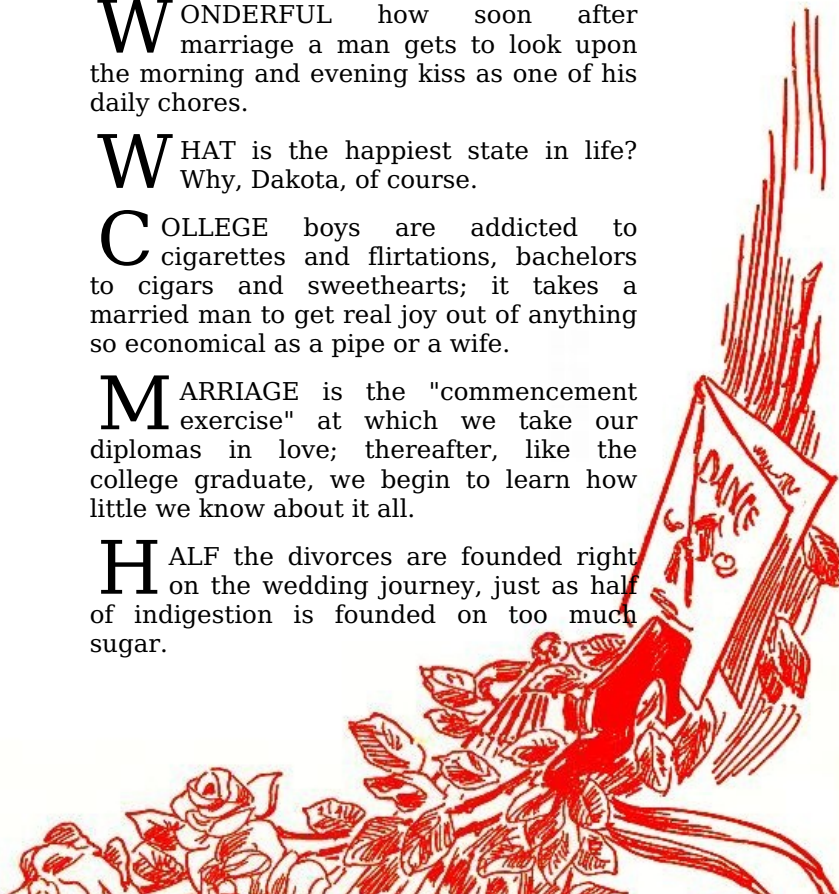 WONDERFUL how soon after
marriage a man gets to look upon
the morning and evening kiss as one of his
daily chores.
WHAT is the happiest state in life?
Why, Dakota, of course.
COLLEGE boys are addicted to
cigarettes and flirtations, bachelors
to cigars and sweethearts; it takes a
married man to get real joy out of anything
so economical as a pipe or a wife.
MARRIAGE is the "commencement
exercise" at which we take our
diplomas in love; thereafter, like the
college graduate, we begin to learn how
little we know about it all.
HALF the divorces are founded right
on the wedding journey, just as half
of indigestion is founded on too much
sugar.
DANCE